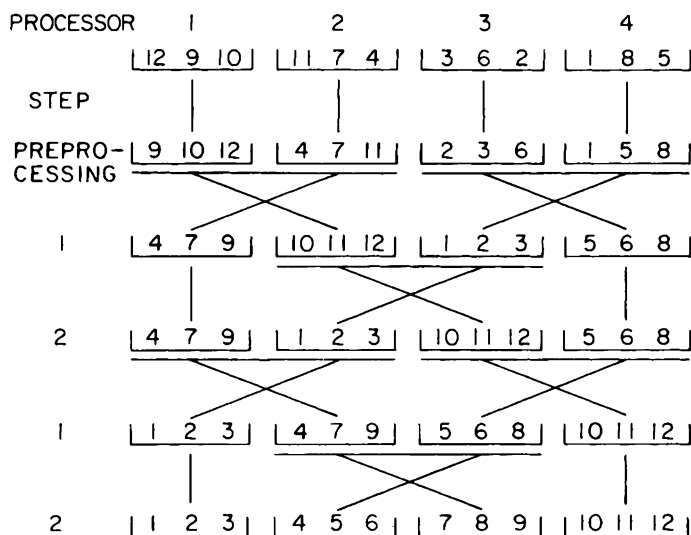 PROCESSOR 1 2 3 4
12 9 10 11 7 4 3 6 2 1 8 5
STEP
PREPRO- 9 10 12 4 7 11 2 3 6 1 5 8
CESSING
1 4 7 9 10 11 12 1 2 3 5 6 8
2 4 7 9 1 2 3 10 11 12 5 6 8
1 1 2 3 4 7 9 5 6 8 10 11 12
2 1 2 3 4 5 6 7 8 9 10 11 12